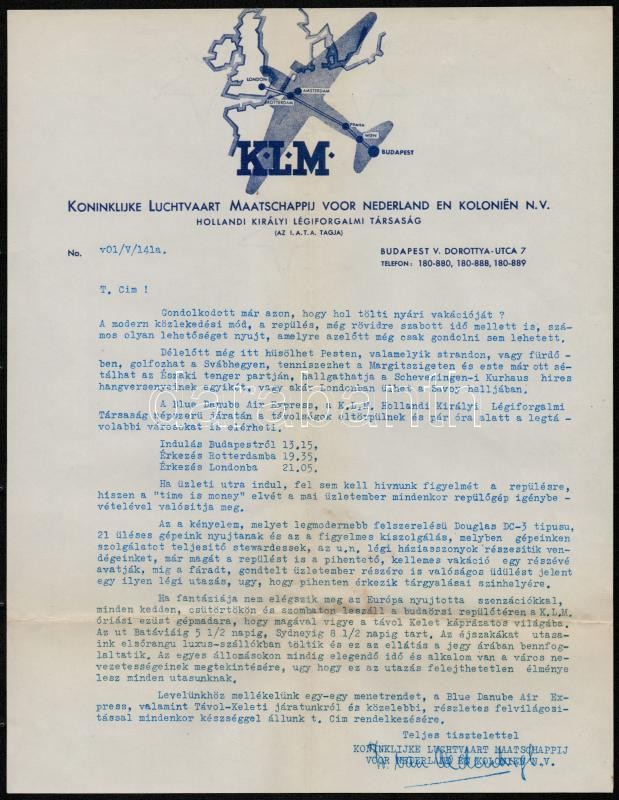 LONDON
AMSTERDAM
ROTTERDAM
PRAHA
WIEN
BUDAPEST
K·L·M·
KONINKLIJKE LUCHTVAART MAATSCHAPPIJ VOOR NEDERLAND EN KOLONIËN N.V.
HOLLANDI KIRÁLYI LÉGIFORGALMI TÁRSASÁG
(AZ I.A.T.A. TAGJA)
No. v01/V/141a.
BUDAPEST V. DOROTTYA-UTCA 7
TELEFON: 180-880, 180-888, 180-889
T. Cim !
Gondolkodott már azon, hogy hol tölti nyári vakációját ?
A modern közlekedési mód, a repülés, még rövidre szabott idő mellett is, szá-
mos olyan lehetőséget nyujt, amelyre azelőtt még csak gondolni sem lehetett.
Délelőtt még itt hüsölhet Pesten, valamelyik strandon, vagy fürdő -
ben, golfozhat a Svábhegyen, tenniszezhet a Margitszigeten és este már ott sé-
tálhat az Északi tenger partján, hallgathatja a Scheveningen-i Kurhaus hires
hangversenyeinek egyikét, vagy akár Londonban ülhet a Savoy halljában.
A Blue Danube Air Express, a K.L.M. Hollandi Királyi Légiforgalmi
Társaság népszerü járatán a távolságok eltörpülnek és pár óra alatt a legtá -
volabbi városokat is elérheti.
Indulás Budapestről 13.15,
Érkezés Rotterdamba 19.35,
Érkezés Londonba 21.05.
Ha üzleti utra indul, fel sem kell hivnunk figyelmét a repülésre,
hiszen a "time is money" elvét a mai üzletember mindenkor repülőgép igénybe -
vételével valósitja meg.
Az a kényelem, melyet legmodernebb felszerelésü Douglas DC-3 tipusu,
21 üléses gépeink nyujtanak és az a figyelmes kiszolgálás, melyben gépeinken
szolgálatot teljesitő stewardessek, az u.n. légi háziasszonyok részesitik ven-
dégeinket, már magát a repülést is a pihentető, kellemes vakáció egy részévé
avatják, mig a fáradt, gondtelt üzletember részére is valóságos üdülést jelent
egy ilyen légi utazás, ugy, hogy pihenten érkezik tárgyalásai szinhelyére.
Ha fantáziája nem elégszik meg az Európa nyujtotta szenzációkkal,
minden kedden, csütörtökön és szombaton leszáll a budaörsi repülőtéren a K.L.M.
óriási ezüst gépmadara, hogy magával vigye a távol Kelet káprázatos világába.
Az ut Batáviáig 5 1/2 napig, Sydneyig 8 1/2 napig tart. Az éjszakákat utasa-
ink elsőrangu luxus-szállókban töltik és ez az ellátás a jegy árában bennfog-
laltatik. Az egyes állomásokon mindig elegendő idő és alkalom van a város ne-
vezetességeinek megtekintésére, ugy hogy ez az utazás felejthetetlen élménye
lesz minden utasunknak.
Levelünkhöz mellékelünk egy-egy menetrendet, a Blue Danube Air Ex-
press, valamint Távol-Keleti járatunkról és közelebbi, részletes felvilágosi-
tással mindenkor készséggel állunk t. Cim rendelkezésére.
Teljes tisztelettel
KONINKLIJKE LUCHTVAART MAATSCHAPPIJ
VOOR NEDERLAND EN KOLONIEN N.V.
darabanth